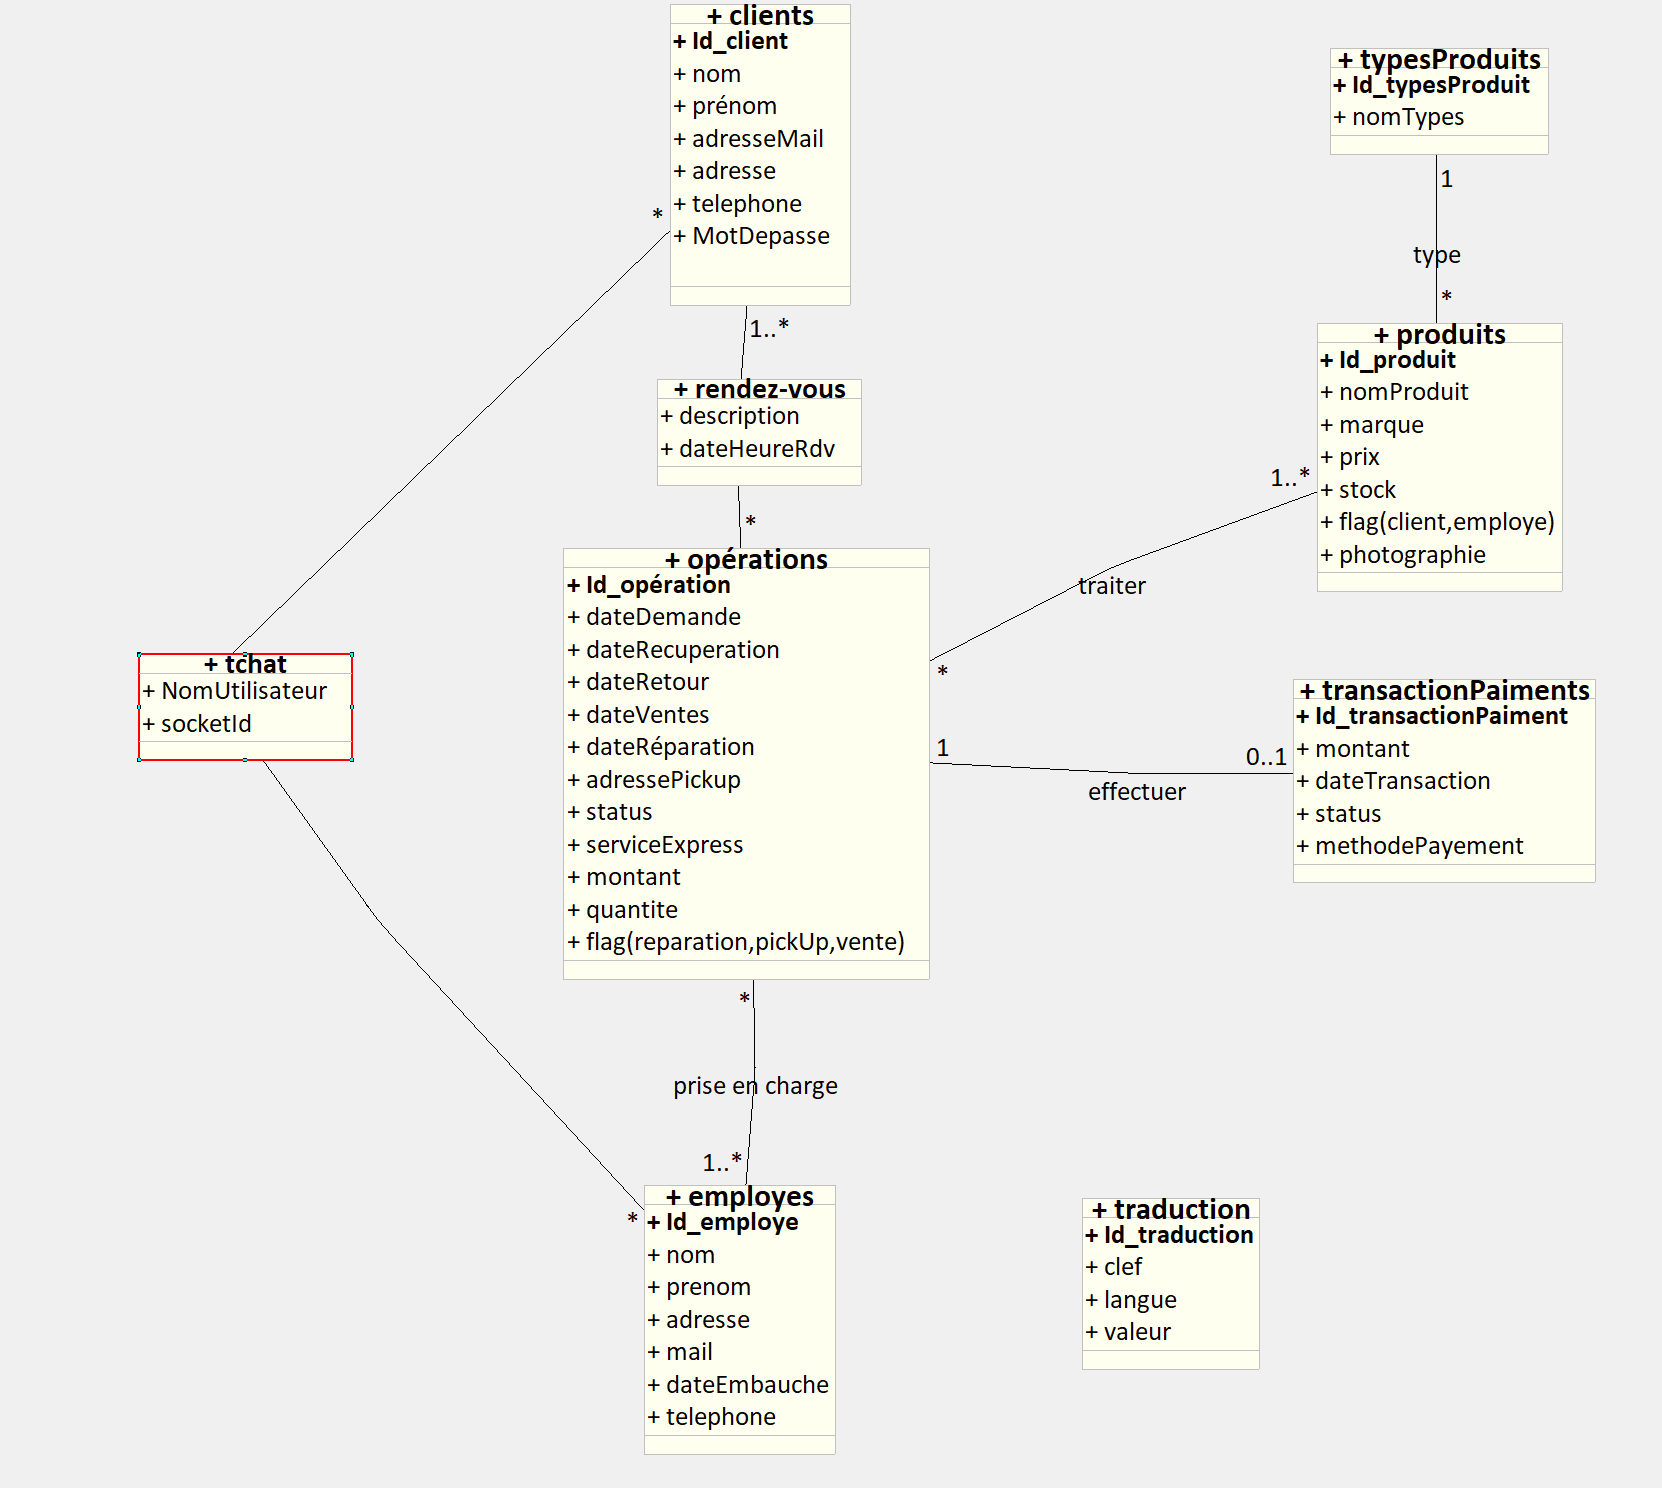 + clients
+ Id_client
+ nom
+ prénom
+ adresseMail
+ adresse
+ telephone
+ MotDepasse
*
1..*
+ rendez-vous
+ description
+ dateHeureRdv
*
+ typesProduits
+ Id_typesProduit
+ nomTypes
1
type
*
+ produits
+ Id_produit
+ nomProduit
+ marque
+ prix
+ stock
+ flag(client,employe)
+ photographie
1..*
traiter
*
+ opérations
+ Id_opération
+ dateDemande
+ dateRecuperation
+ dateRetour
+ dateVentes
+ dateRéparation
+ adressePickup
+ status
+ serviceExpress
+ montant
+ quantite
+ flag(reparation,pickUp,vente)
+ tchat
+ NomUtilisateur
+ socketId
1
0..1
effectuer
+ transactionPaiments
+ Id_transactionPaiment
+ montant
+ dateTransaction
+ status
+ methodePayement
*
prise en charge
1..*
*
+ employes
+ Id_employe
+ nom
+ prenom
+ adresse
+ mail
+ dateEmbauche
+ telephone
+ traduction
+ Id_traduction
+ clef
+ langue
+ valeur